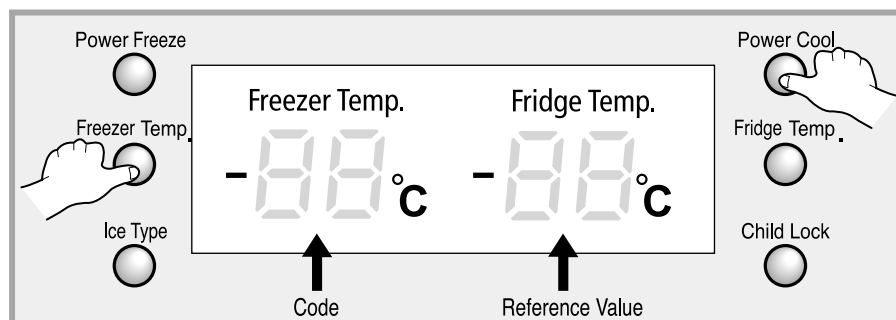 Power Freeze
Power Cool
Freezer Temp.
Fridge Temp.
Freezer Temp.
Fridge Temp.
-88°C
-88°C
Ice Type
Child Lock
Code
Reference Value